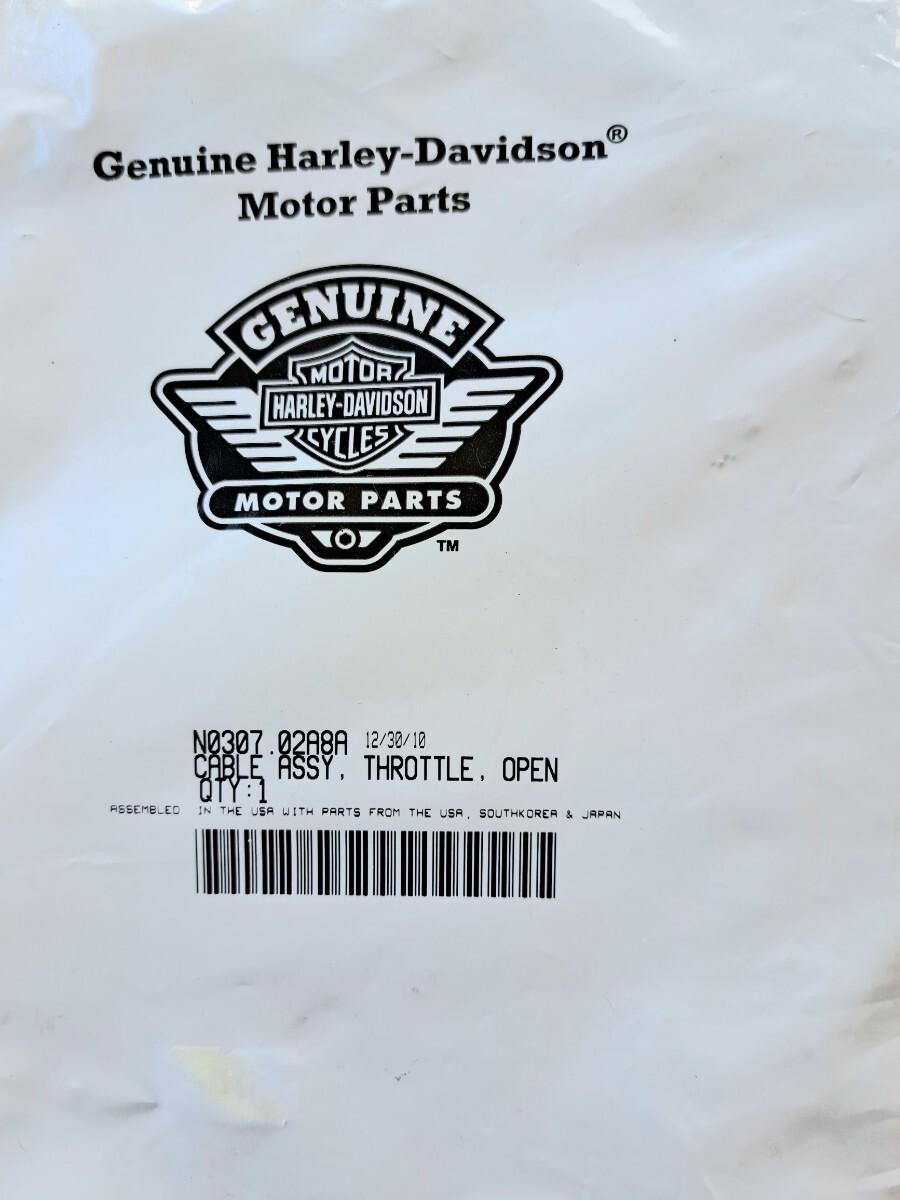 Genuine Harley-Davidson®
Motor Parts
GENUINE
MOTOR
HARLEY-DAVIDSON
CYCLES
MOTOR PARTS
TM
N0307.02A8A 12/30/10
CABLE ASSY, THROTTLE, OPEN
QTY:1
ASSEMBLED IN THE USA WITH PARTS FROM THE USA, SOUTHKOREA & JAPAN